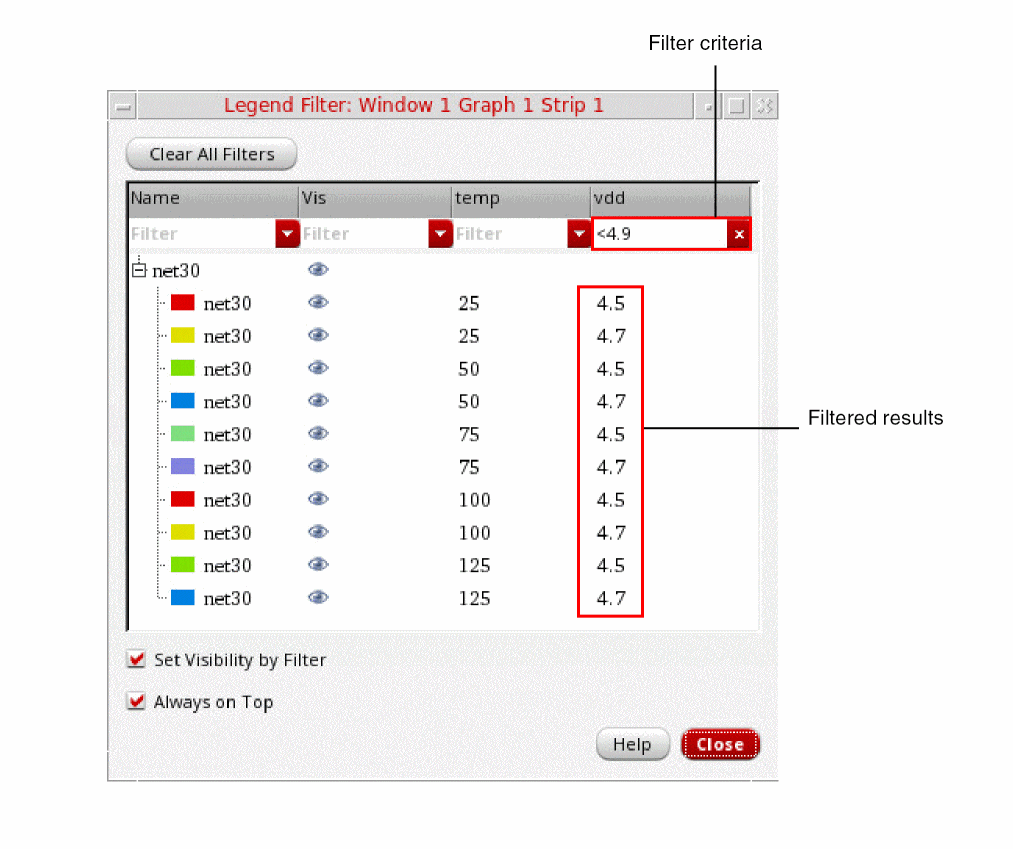 Filter criteria
Legend Filter: Window 1 Graph 1 Strip 1
Clear All Filters
Name Vis temp vdd
Filter Filter Filter <4.9
net30
net30 25 4.5
net30 25 4.7
net30 50 4.5
net30 50 4.7
net30 75 4.5
Filtered results
net30 75 4.7
net30 100 4.5
net30 100 4.7
net30 125 4.5
net30 125 4.7
Set Visibility by Filter
Always on Top
Help Close